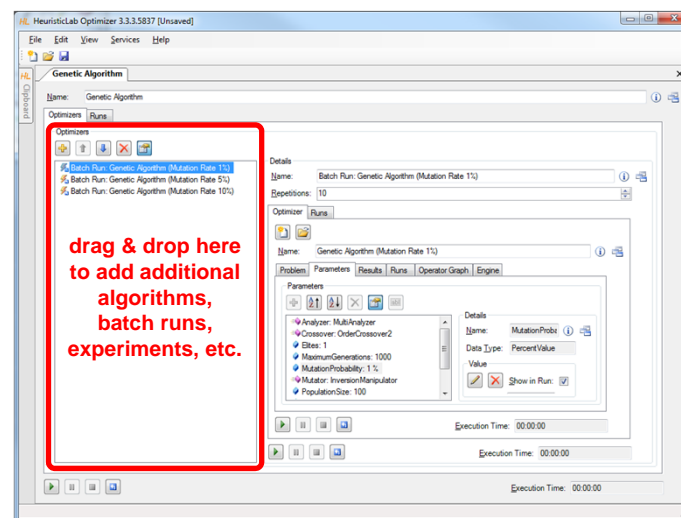 HL HeuristicLab Optimizer 3.3.3.5837 [Unsaved]
File Edit View Services Help
HL Clipboard
Genetic Algorithm
Name: Genetic Algorithm
Optimizers Runs
Optimizers
Batch Run: Genetic Algorithm (Mutation Rate 1%)
Batch Run: Genetic Algorithm (Mutation Rate 5%)
Batch Run: Genetic Algorithm (Mutation Rate 10%)
drag & drop here
to add additional
algorithms,
batch runs,
experiments, etc.
Details
Name: Batch Run: Genetic Algorithm (Mutation Rate 1%)
Repetitions: 10
Optimizer Runs
Name: Genetic Algorithm (Mutation Rate 1%)
Problem Parameters Results Runs Operator Graph Engine
Parameters
Analyzer: MultiAnalyzer
Crossover: OrderCrossover2
Elites: 1
MaximumGenerations: 1000
MutationProbability: 1 %
Mutator: InversionManipulator
PopulationSize: 100
Details
Name: MutationProba
Data Type: PercentValue
Value
Show in Run:
Execution Time: 00:00:00
Execution Time: 00:00:00
Execution Time: 00:00:00